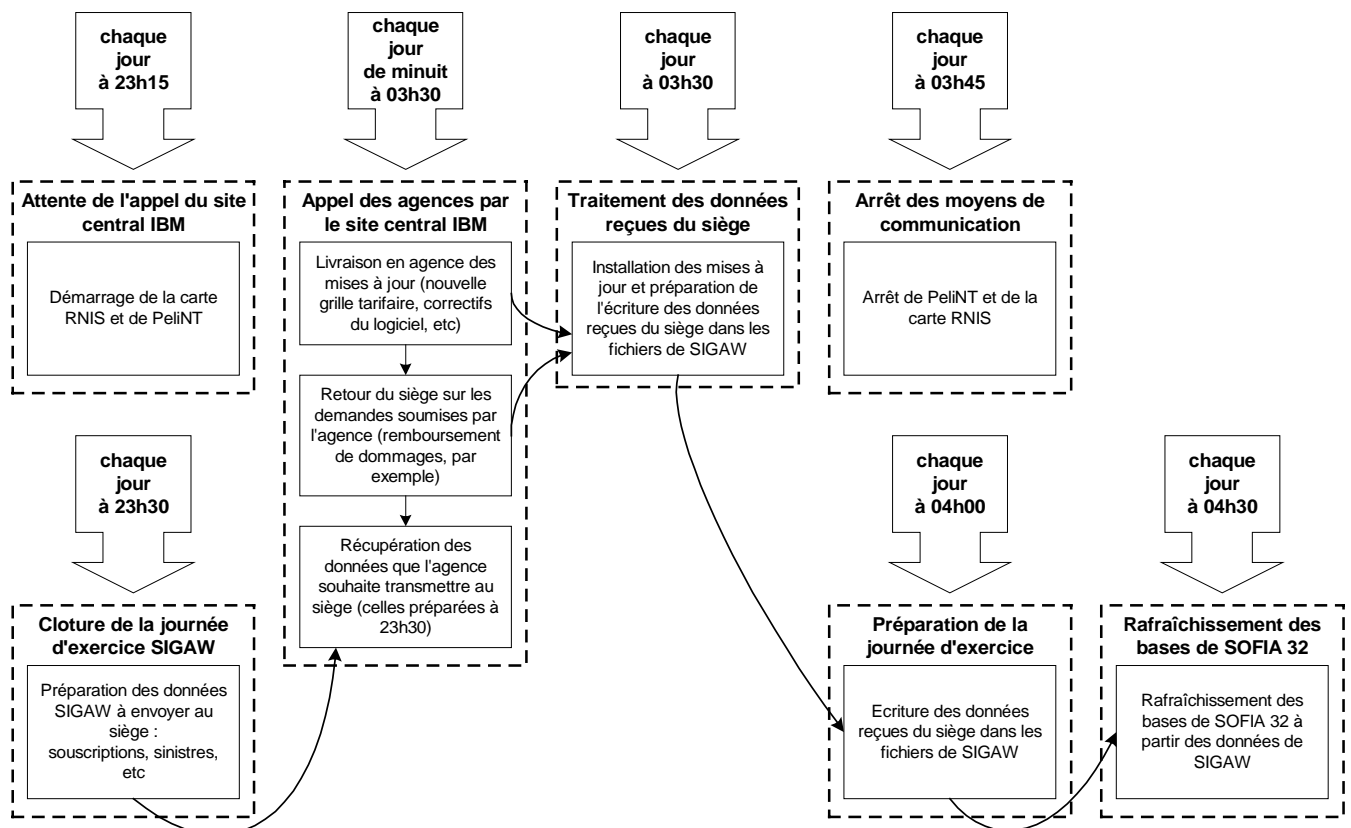 chaque
jour
à 23h15
chaque
jour
de minuit
à 03h30
chaque
jour
à 03h30
chaque
jour
à 03h45
Attente de l'appel du site
central IBM
Démarrage de la carte
RNIS et de PeliNT
Appel des agences par
le site central IBM
Livraison en agence des
mises à jour (nouvelle
grille tarifaire, correctifs
du logiciel, etc)
Retour du siège sur les
demandes soumises par
l'agence (remboursement
de dommages, par
exemple)
Récupération des
données que l'agence
souhaite transmettre au
siège (celles préparées à
23h30)
Traitement des données
reçues du siège
Installation des mises à
jour et préparation de
l'écriture des données
reçues du siège dans les
fichiers de SIGAW
Arrêt des moyens de
communication
Arrêt de PeliNT et de la
carte RNIS
chaque
jour
à 23h30
chaque
jour
à 04h00
chaque
jour
à 04h30
Cloture de la journée
d'exercice SIGAW
Préparation des données
SIGAW à envoyer au
siège :
souscriptions, sinistres,
etc
Préparation de la
journée d'exercice
Ecriture des données
reçues du siège dans les
fichiers de SIGAW
Rafraîchissement des
bases de SOFIA 32
Rafraîchissement des
bases de SOFIA 32 à
partir des données de
SIGAW